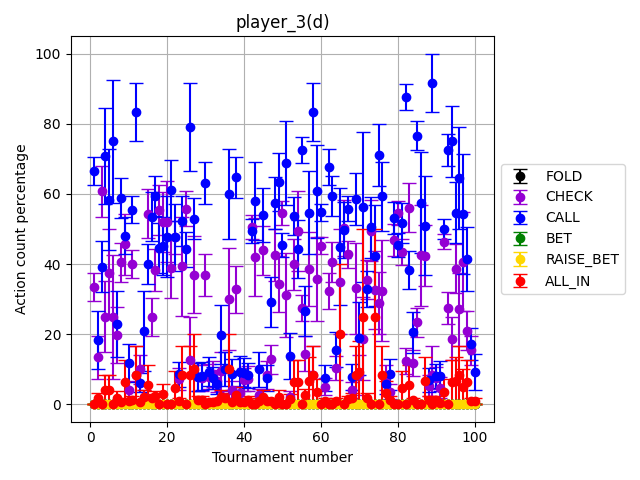 player_3(d)
Action count percentage
100
80
60
40
20
0
0 20 40 60 80 100
Tournament number
FOLD
CHECK
CALL
BET
RAISE_BET
ALL_IN